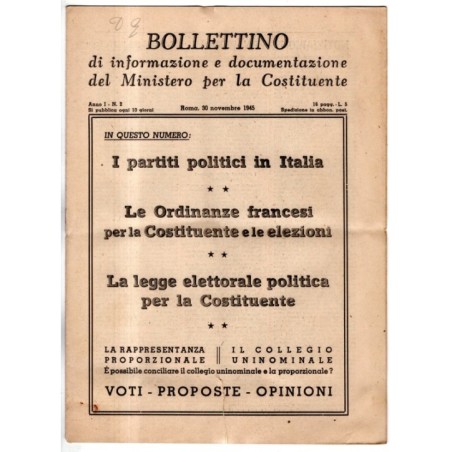 BOLLETTINO
di informazione e documentazione
del Ministero per la Costituente
Anno I - N. 2 Roma, 30 novembre 1945 16 pagg. - L. 5
Si pubblica ogni 10 giorni Spedizione in abbon. post.
IN QUESTO NUMERO:
I partiti politici in Italia
★ ★
Le Ordinanze francesi
per la Costituente e le elezioni
★ ★
La legge elettorale politica
per la Costituente
★ ★
LA RAPPRESENTANZA IL COLLEGIO
PROPORZIONALE UNINOMINALE
È possibile conciliare il collegio uninominale e la proporzionale?
VOTI - PROPOSTE - OPINIONI